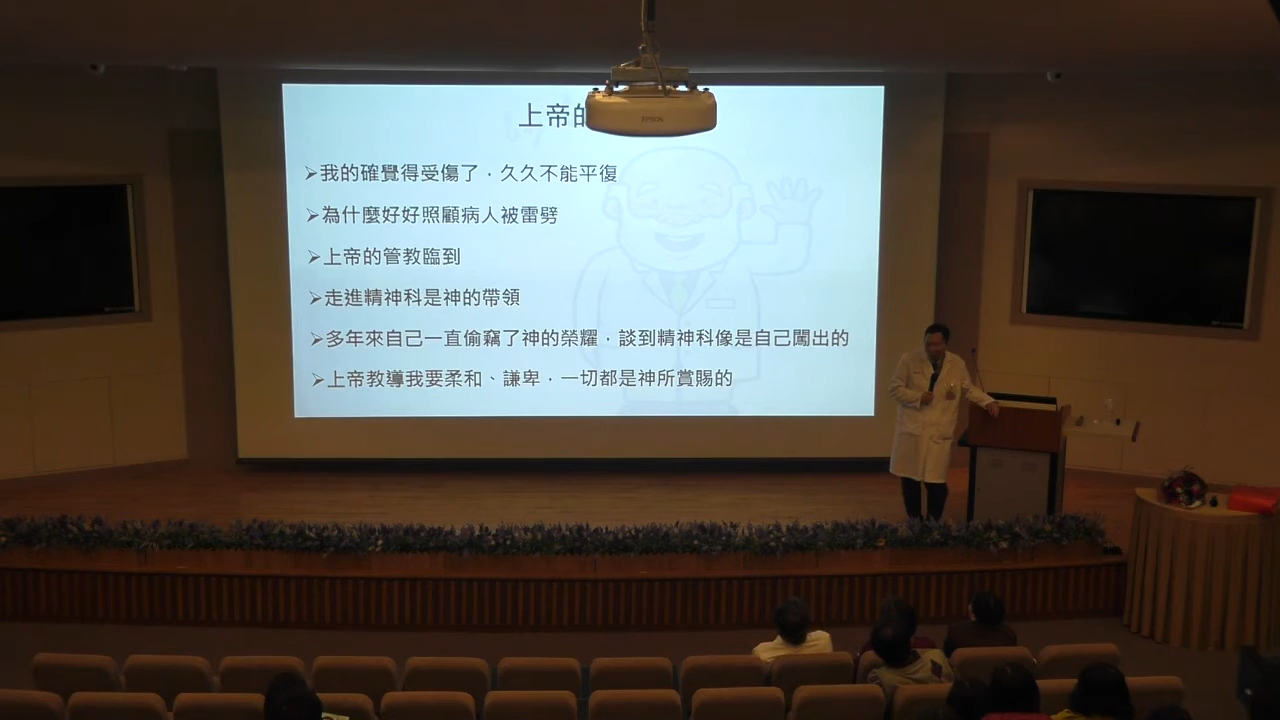 上帝的
EPSON
➢我的確覺得受傷了，久久不能平復
➢為什麼好好照顧病人被雷劈
➢上帝的管教臨到
➢走進精神科是神的帶領
➢多年來自己一直偷竊了神的榮耀，談到精神科像是自己闖出的
➢上帝教導我要柔和、謙卑，一切都是神所賞賜的